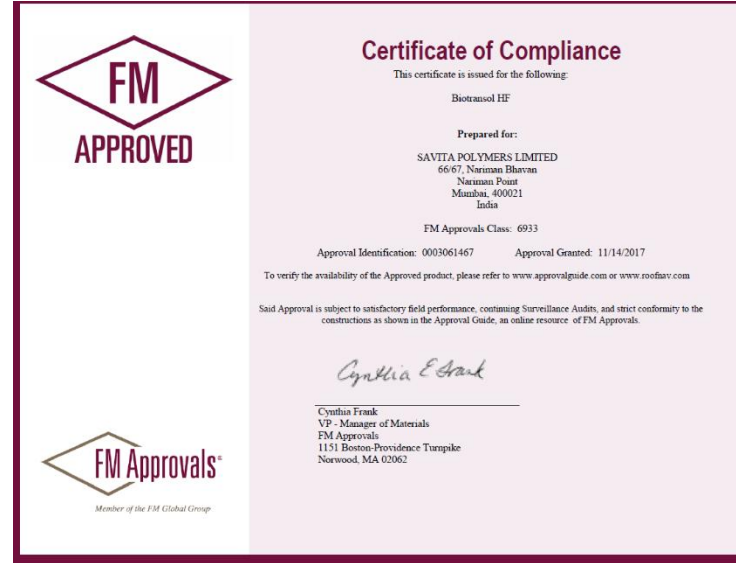 FM
APPROVED
Certificate of Compliance
This certificate is issued for the following:
Biotransol HF
Prepared for:
SAVITA POLYMERS LIMITED
66/67, Nariman Bhavan
Nariman Point
Mumbai, 400021
India
FM Approvals Class: 6933
Approval Identification: 0003061467 Approval Granted: 11/14/2017
To verify the availability of the Approved product, please refer to www.approvalguide.com or www.roofnav.com
Said Approval is subject to satisfactory field performance, continuing Surveillance Audits, and strict conformity to the
constructions as shown in the Approval Guide, an online resource of FM Approvals.
Cynthia E Frank
Cynthia Frank
VP - Manager of Materials
FM Approvals
1151 Boston-Providence Turnpike
Norwood, MA 02062
FM Approvals®
Member of the FM Global Group